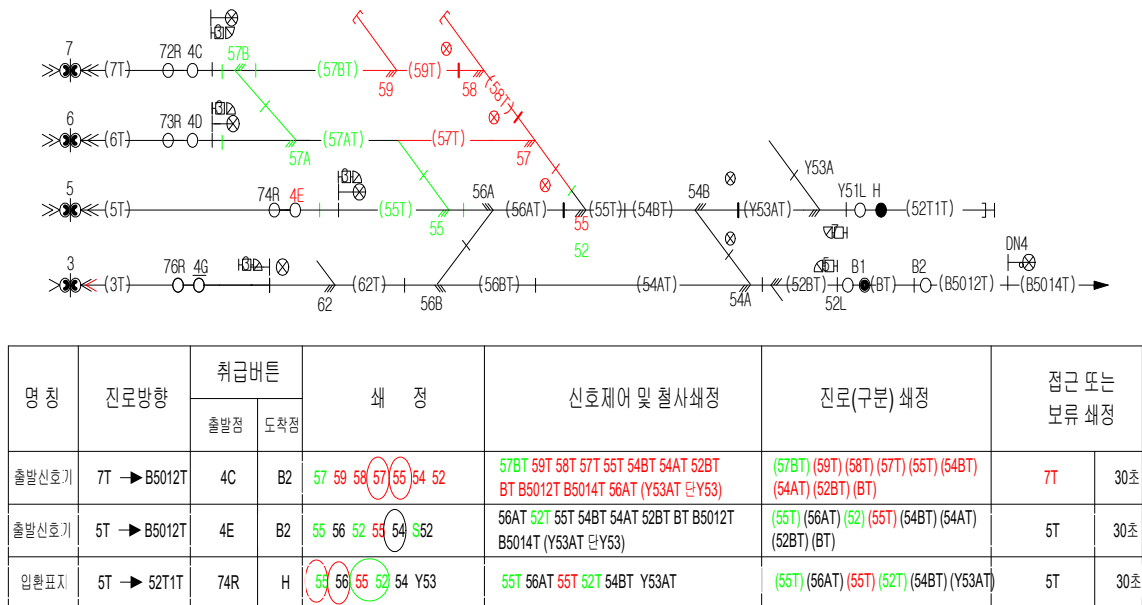 7 (7T) 72R 4C 3 57B (57BT) 59 (59T) 58 (58T)
6 (6T) 73R 4D 3 57A (57AT) (57T) 57
5 (5T) 74R 4E 3 (55T) 55 56A (56AT) 55 (55T) (54BT) 54B (Y53AT) Y53A Y51L H (52T1T)
52
3 (3T) 76R 4G 3 62 (62T) 56B (56BT) (54AT) 54A (52BT) 52L B1 (BT) B2 (B5012T) DN4 (B5014T)
명 칭 진로방향 취급버튼 쇄 정 신호제어 및 철사쇄정 진로(구분) 쇄정 접근 또는
보류 쇄정
출발점 도착점
출발신호기 7T B5012T 4C B2 57 59 58 57 55 54 52
57BT 59T 58T 57T 55T 54BT 54AT 52BT
BT B5012T B5014T 56AT (Y53AT 단Y53)
(57BT) (59T) (58T) (57T) (55T) (54BT)
(54AT) (52BT) (BT)
7T 30초
출발신호기 5T B5012T 4E B2 55 56 52 55 54 S52
56AT 52T 55T 54BT 54AT 52BT BT B5012T
B5014T (Y53AT 단Y53)
(55T) (56AT) (52) (55T) (54BT) (54AT)
(52BT) (BT)
5T 30초
입환표지 5T 52T1T 74R H 55 56 55 52 54 Y53
55T 56AT 55T 52T 54BT Y53AT
(55T) (56AT) (55T) (52T) (54BT) (Y53AT)
5T 30초